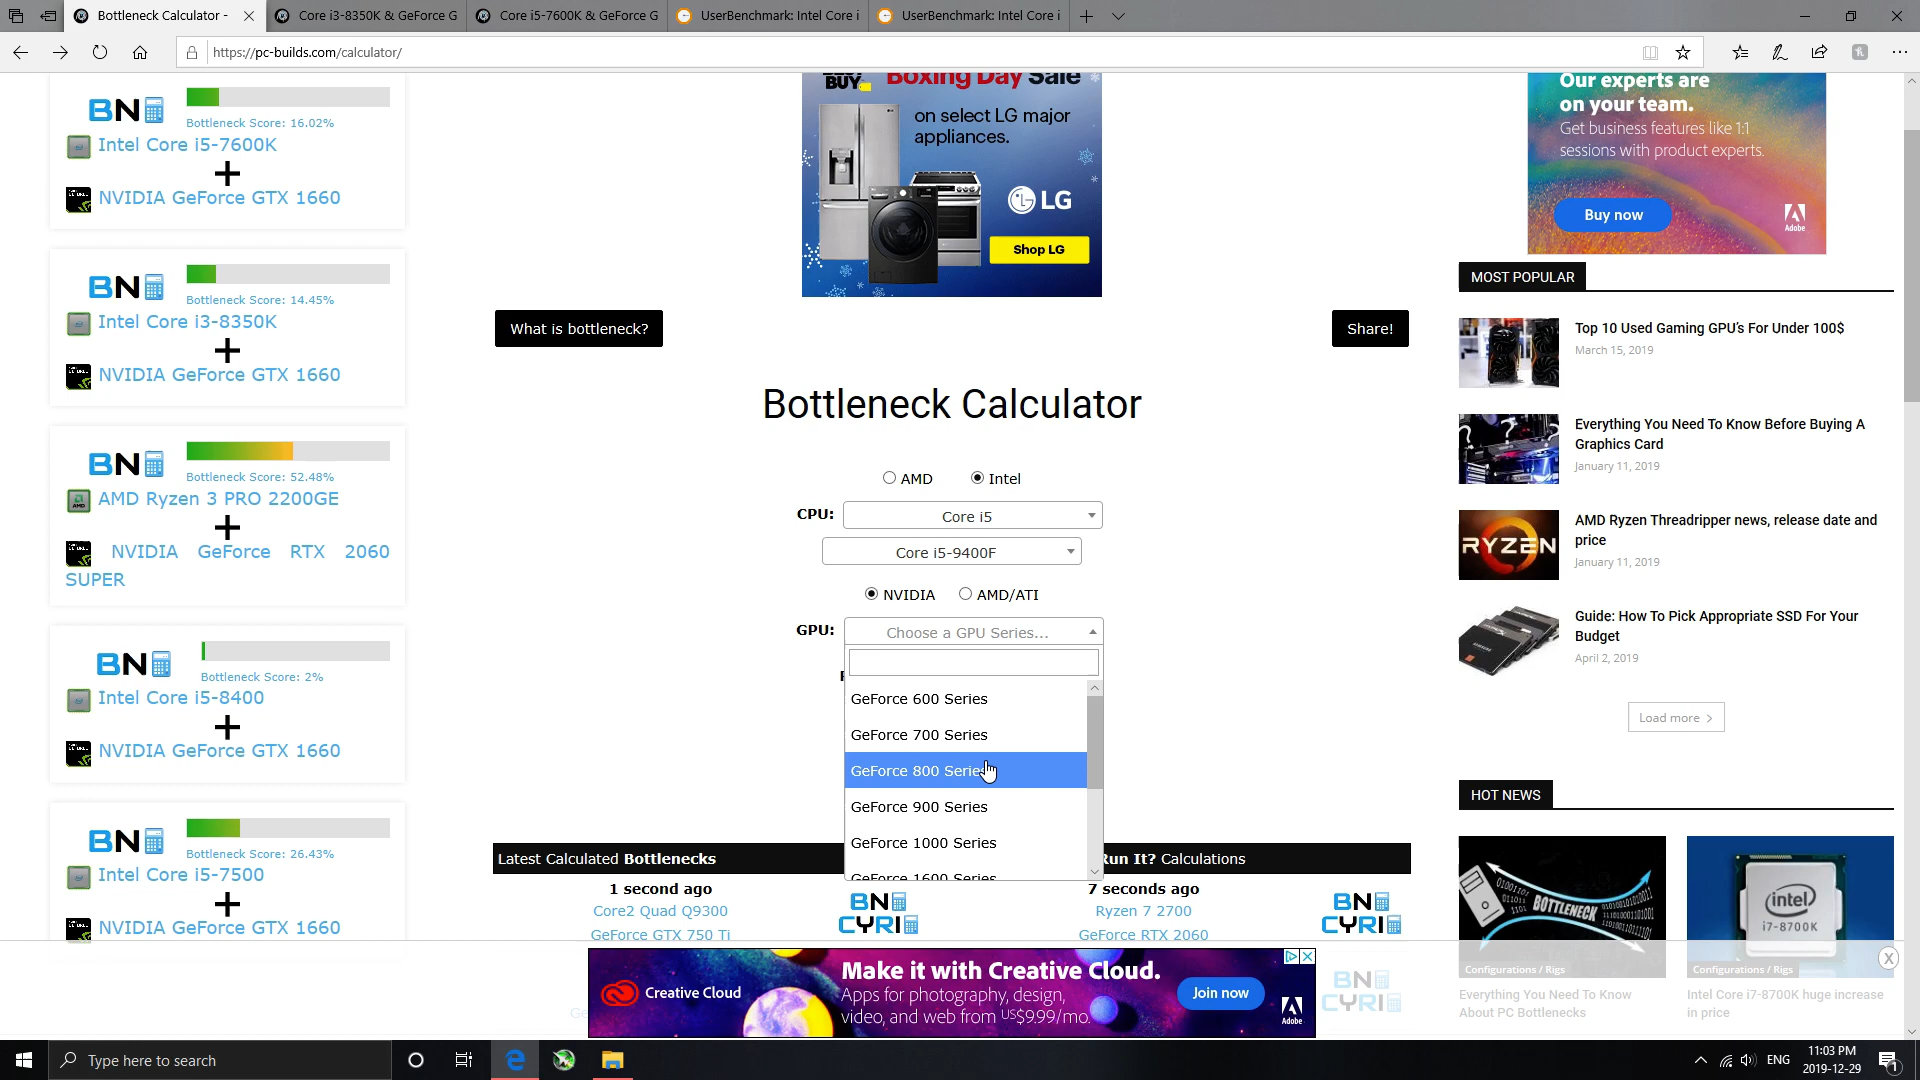 Bottleneck Calculator -
Core i3-8350K & GeForce G
Core i5-7600K & GeForce G
UserBenchmark: Intel Core i
UserBenchmark: Intel Core i
https://pc-builds.com/calculator/
BN
Bottleneck Score: 16.02%
Intel Core i5-7600K
+
NVIDIA GeForce GTX 1660
BN
Bottleneck Score: 14.45%
Intel Core i3-8350K
+
NVIDIA GeForce GTX 1660
BN
Bottleneck Score: 52.48%
AMD
AMD Ryzen 3 PRO 2200GE
+
NVIDIA GeForce RTX 2060
SUPER
BN
Bottleneck Score: 2%
Intel Core i5-8400
+
NVIDIA GeForce GTX 1660
BN
Bottleneck Score: 26.43%
Intel Core i5-7500
+
NVIDIA GeForce GTX 1660
BUY
Boxing Day Sale
on select LG major
appliances.
LG
Shop LG
What is bottleneck?
Share!
Bottleneck Calculator
AMD
Intel
CPU:
Core i5
Core i5-9400F
NVIDIA
AMD/ATI
GPU:
Choose a GPU Series...
GeForce 600 Series
GeForce 700 Series
GeForce 800 Series
GeForce 900 Series
GeForce 1000 Series
GeForce 1600 Series
Latest Calculated Bottlenecks
Run It? Calculations
1 second ago
Core2 Quad Q9300
GeForce GTX 750 Ti
BN
CYRI
7 seconds ago
Ryzen 7 2700
GeForce RTX 2060
BN
CYRI
BN
CYRI
Our experts are
on your team.
Get business features like 1:1
sessions with product experts.
Buy now
Adobe
MOST POPULAR
Top 10 Used Gaming GPU's For Under 100$
March 15, 2019
Everything You Need To Know Before Buying A
Graphics Card
January 11, 2019
RYZEN
AMD Ryzen Threadripper news, release date and
price
January 11, 2019
Guide: How To Pick Appropriate SSD For Your
Budget
April 2, 2019
Load more >
HOT NEWS
BOTTLENECK
Configurations / Rigs
Everything You Need To Know
About PC Bottlenecks
intel
i7-8700K
Configurations / Rigs
Intel Core i7-8700K huge increase
in price
X
Creative Cloud
Make it with Creative Cloud.
Apps for photography, design,
video, and web from US$9.99/mo.
Join now
Adobe
Type here to search
ENG
11:03 PM
2019-12-29
1